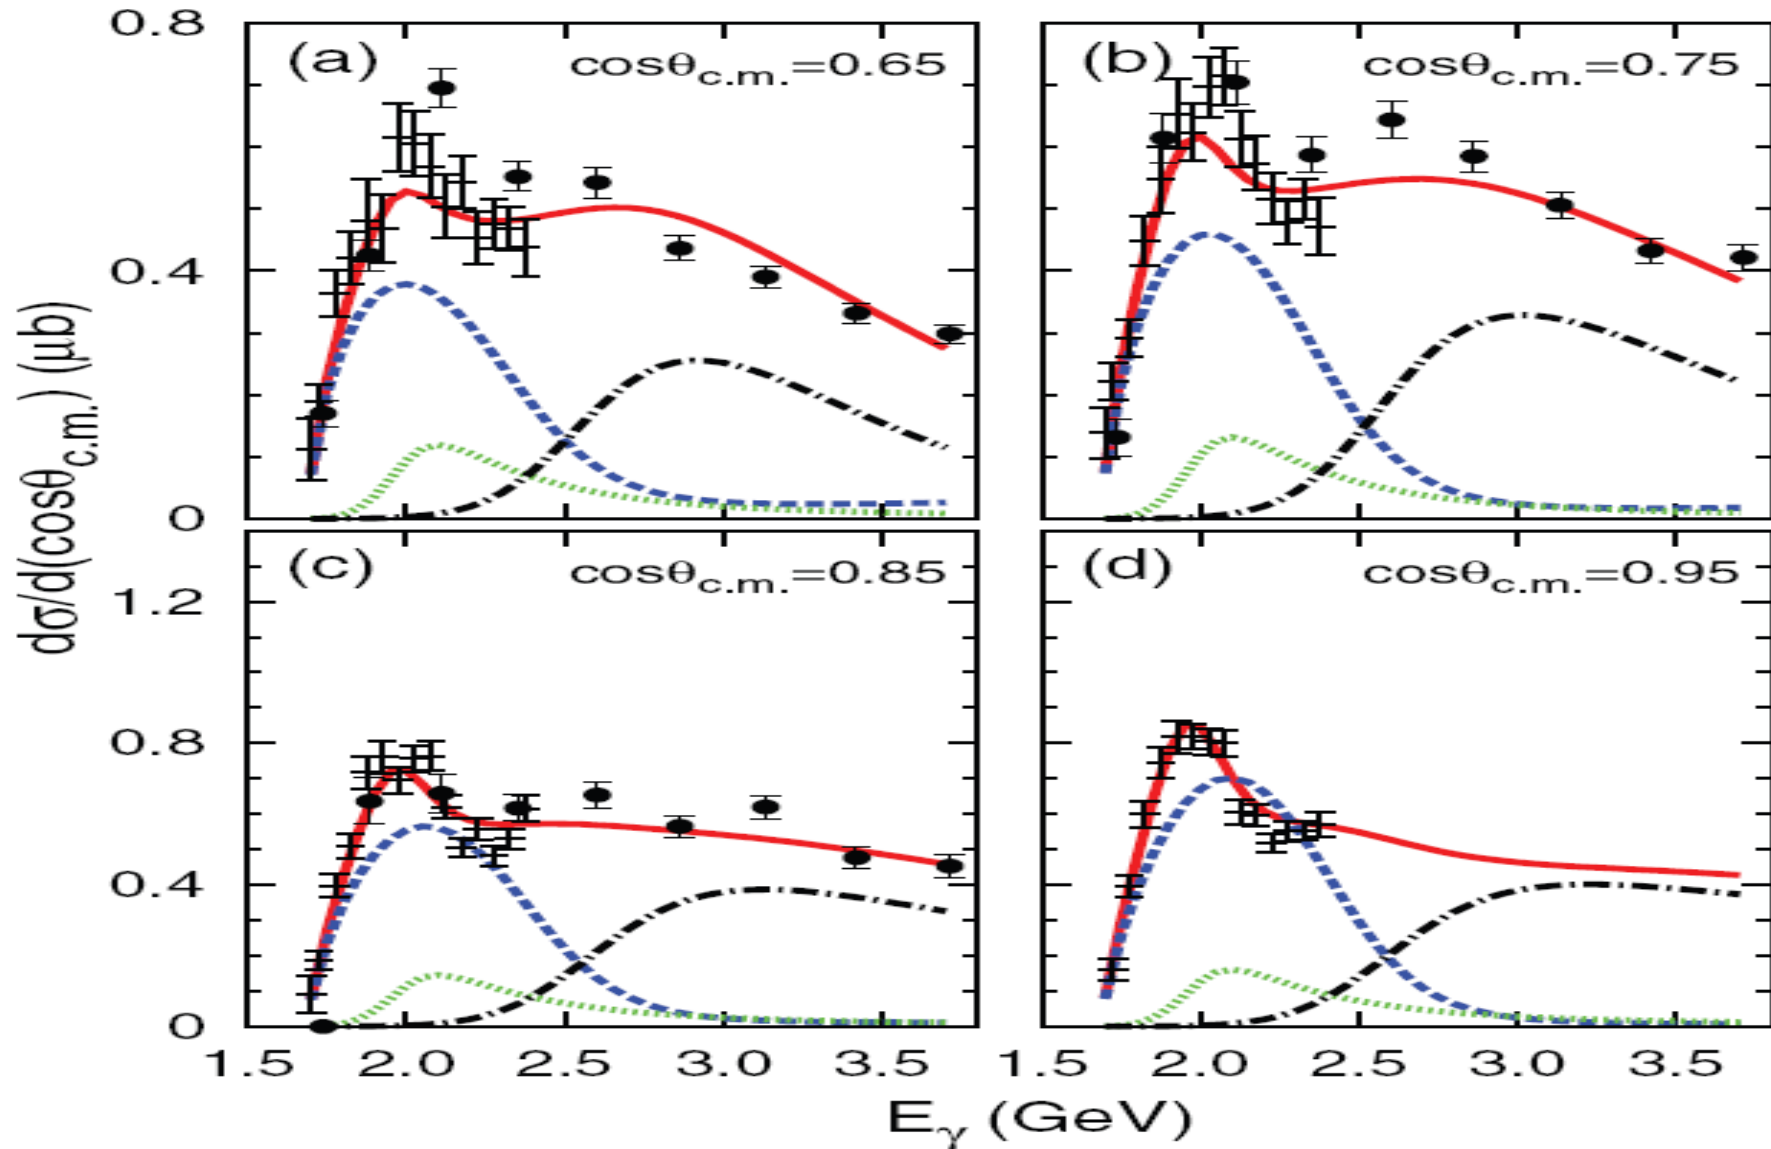 (a) cosθc.m.=0.65
(b) cosθc.m.=0.75
(c) cosθc.m.=0.85
(d) cosθc.m.=0.95
dσ/d(cosθc.m.) (μb)
0.8
0.4
0
1.2
0.8
0.4
0
1.5 2.0 2.5 3.0 3.5
1.5 2.0 2.5 3.0 3.5
Eγ (GeV)